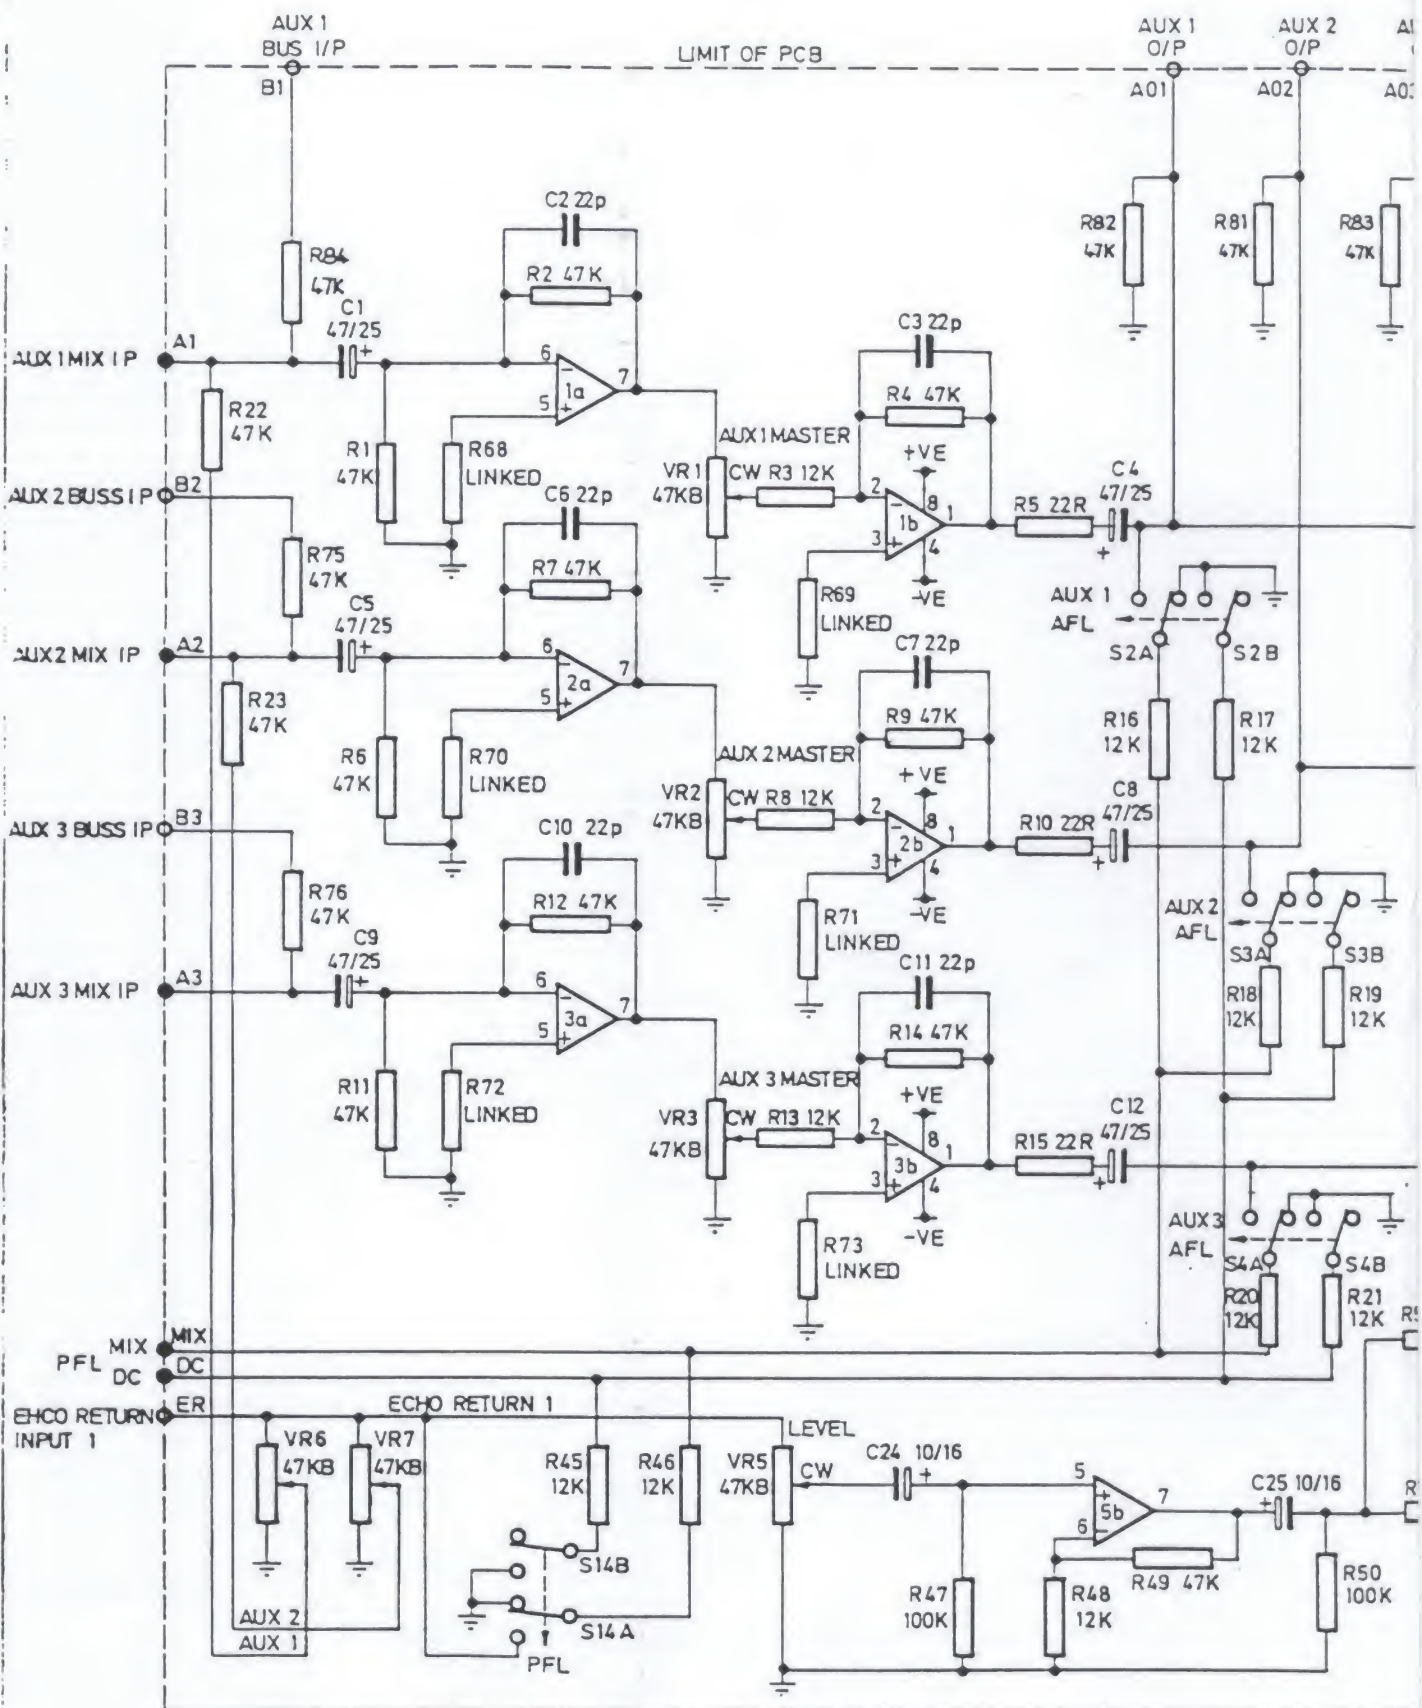 AUX 1
BUS I/P
B1
LIMIT OF PCB
AUX 1
O/P
A01
AUX 2
O/P
A02
C2 22p
R82
47K
R81
47K
R83
47K
R84
47K
R2 47K
C1
47/25
+
C3 22p
AUX 1 MIX I P
A1
6
-
7
1a
5
+
R4 47K
R22
47K
AUX 1 MASTER
+VE
R1
47K
R68
LINKED
VR1
47KB
CW
R3 12K
2
-
8
C4
47/25
AUX 2 BUSS I P
B2
C6 22p
1b
1
R5 22R
3
+
4
+
R75
47K
R7 47K
-VE
R69
LINKED
AUX 1
AFL
C5
47/25
+
C7 22p
S2A
S2B
AUX 2 MIX IP
A2
6
-
7
2a
5
+
R23
47K
R9 47K
R16
12K
R17
12K
R6
47K
R70
LINKED
AUX 2 MASTER
+VE
VR2
47KB
CW
R8 12K
2
-
8
C8
47/25
AUX 3 BUSS IP
B3
C10 22p
2b
1
R10 22R
3
+
4
+
R76
47K
R12 47K
-VE
R71
LINKED
AUX 2
AFL
C9
47/25
+
C11 22p
S3A
S3B
AUX 3 MIX IP
A3
6
-
7
3a
5
+
R18
12K
R19
12K
R14 47K
R11
47K
R72
LINKED
AUX 3 MASTER
+VE
VR3
47KB
CW
R13 12K
2
-
8
C12
47/25
3b
1
R15 22R
3
+
4
+
-VE
R73
LINKED
AUX 3
AFL
S4A
S4B
R20
12K
R21
12K
PFL
MIX
MIX
DC
DC
EHCO RETURN
INPUT 1
ER
ECHO RETURN 1
LEVEL
VR6
47KB
VR7
47KB
R45
12K
R46
12K
VR5
47KB
CW
C24 10/16
+
5
+
5b
7
6
-
C25 10/16
+
S14B
S14A
PFL
AUX 2
AUX 1
R47
100K
R48
12K
R49 47K
R50
100K